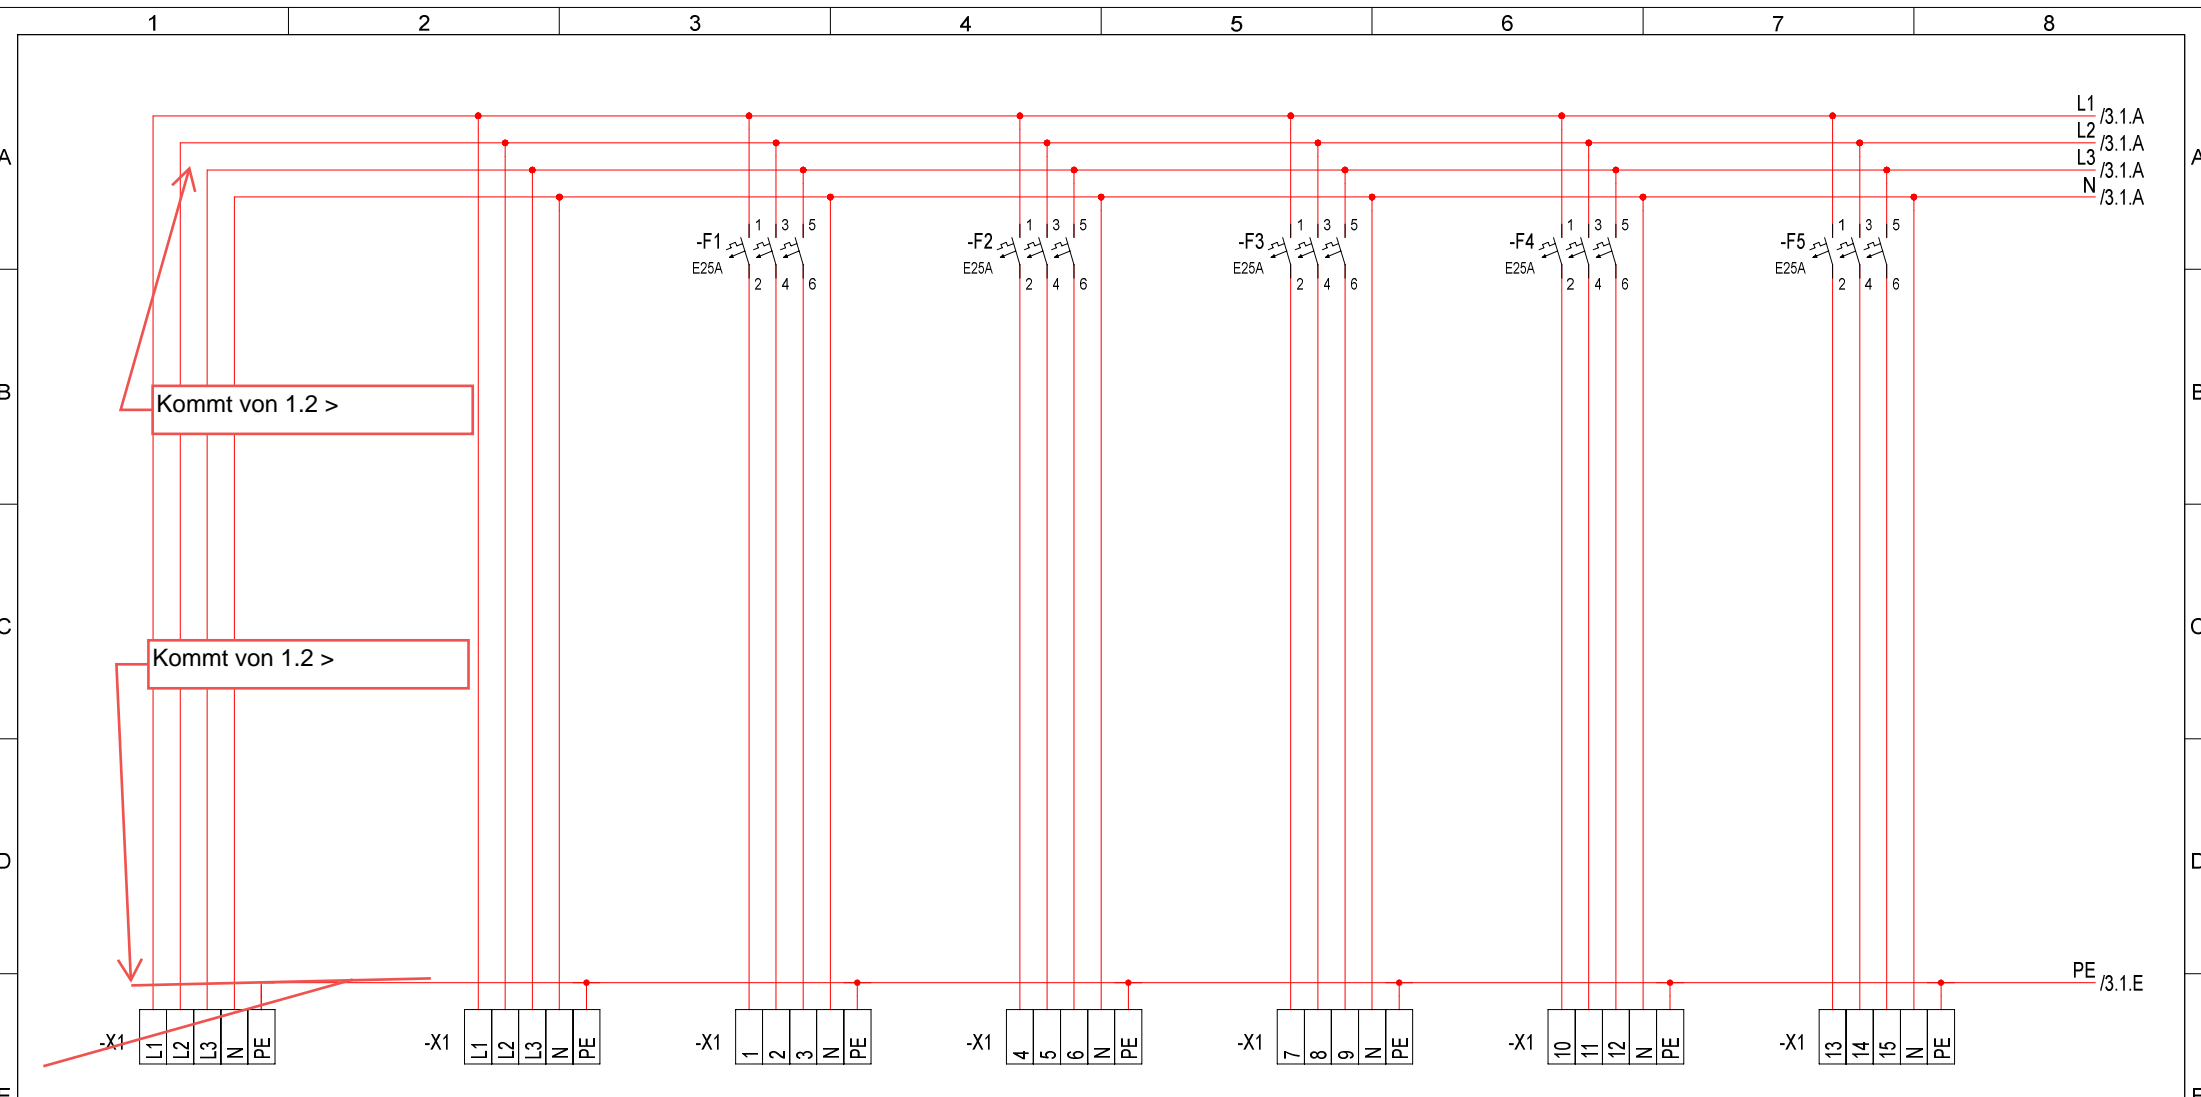 1 2 3 4 5 6 7 8
L1 /3.1.A
L2 /3.1.A
L3 /3.1.A
N /3.1.A
A A
1 3 5 1 3 5 1 3 5 1 3 5 1 3 5
-F1 -F2 -F3 -F4 -F5
E25A E25A E25A E25A E25A
2 4 6 2 4 6 2 4 6 2 4 6 2 4 6
B B
Kommt von 1.2 >
C C
Kommt von 1.2 >
D D
PE /3.1.E
-X1 L1 L2 L3 N PE -X1 L1 L2 L3 N PE -X1 1 2 3 N PE -X1 4 5 6 N PE -X1 7 8 9 N PE -X1 10 11 12 N PE -X1 13 14 15 N PE